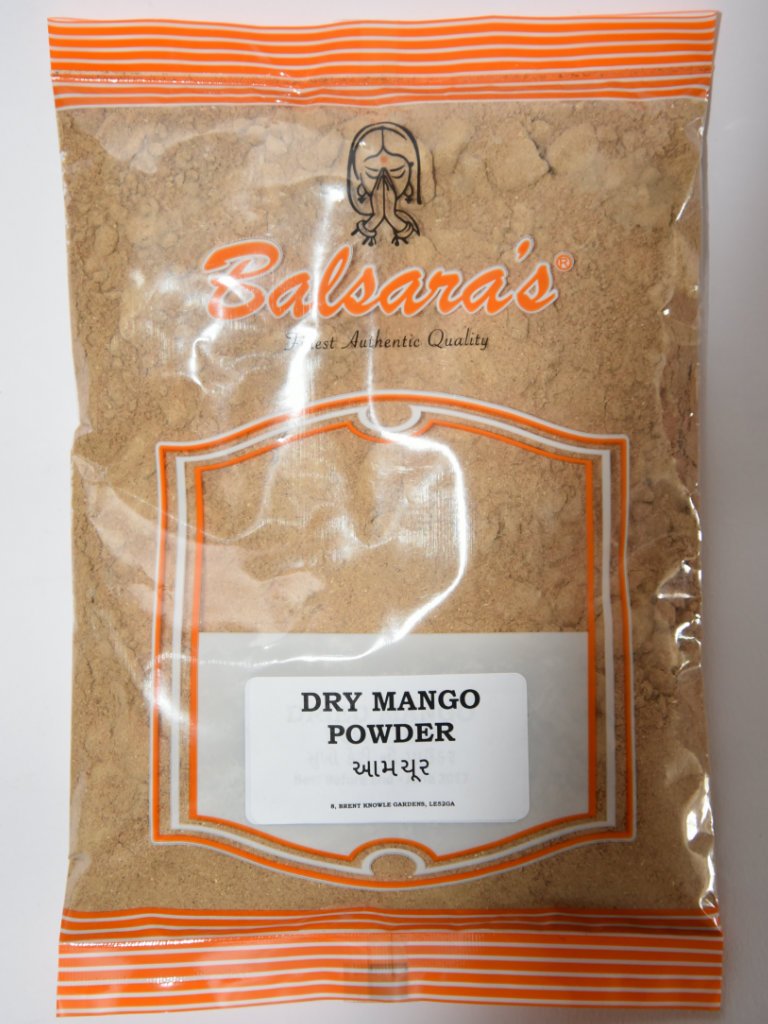 Balsara's®
Finest Authentic Quality
DRY MANGO
POWDER
આમચૂર
8, BRENT KNOWLE GARDENS, LE52GA